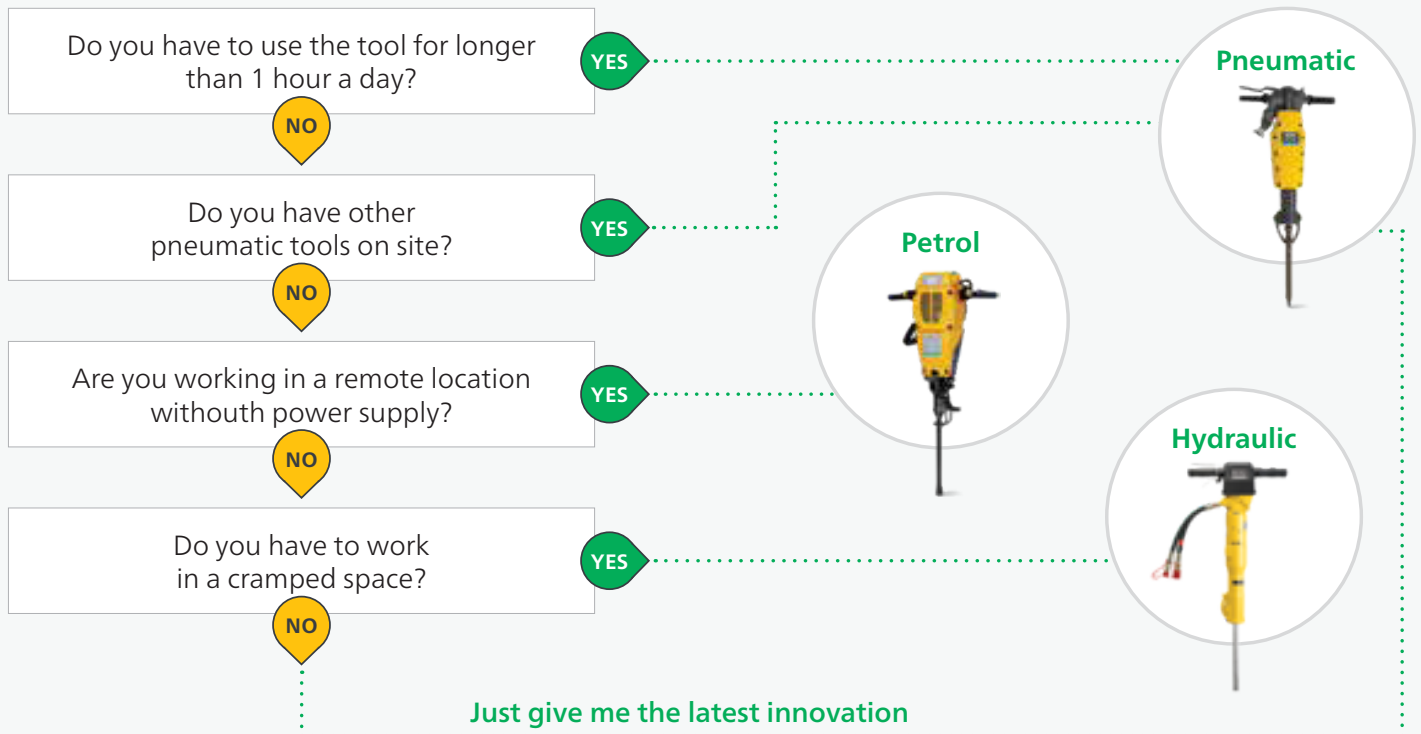 Do you have to use the tool for longer
than 1 hour a day?
YES
Pneumatic
NO
Do you have other
pneumatic tools on site?
YES
Petrol
NO
Are you working in a remote location
withouth power supply?
YES
Hydraulic
NO
Do you have to work
in a cramped space?
YES
NO
Just give me the latest innovation